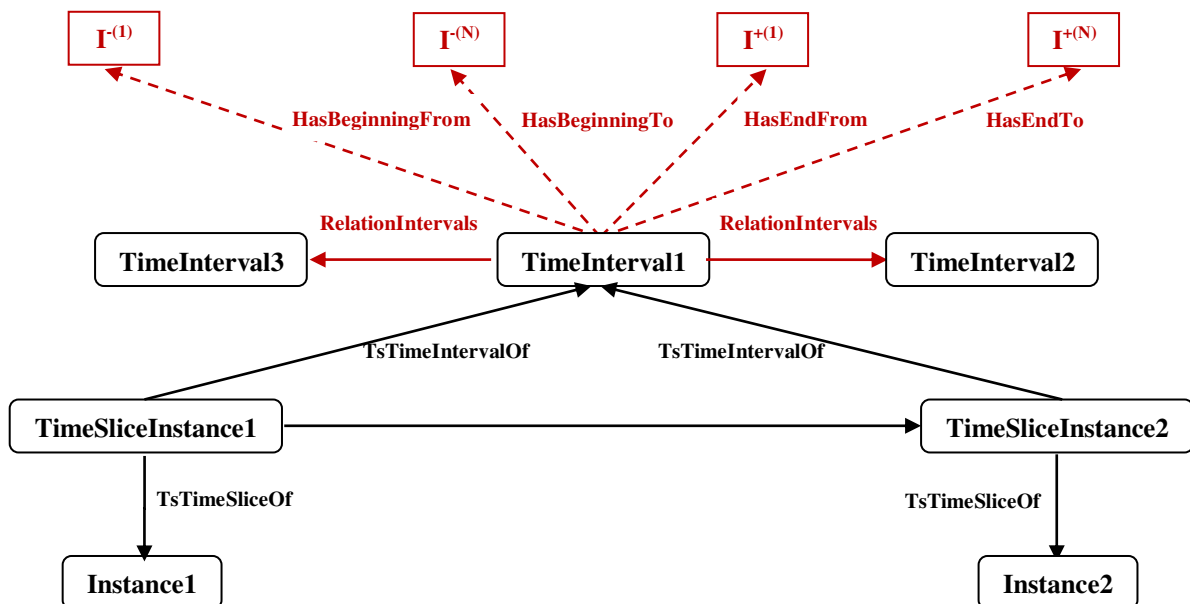 I-(1) I-(N) I+(1) I+(N)
HasBeginningFrom HasBeginningTo HasEndFrom HasEndTo
RelationIntervals RelationIntervals
TimeInterval3 TimeInterval1 TimeInterval2
TsTimeIntervalOf TsTimeIntervalOf
TimeSliceInstance1 TimeSliceInstance2
TsTimeSliceOf TsTimeSliceOf
Instance1 Instance2